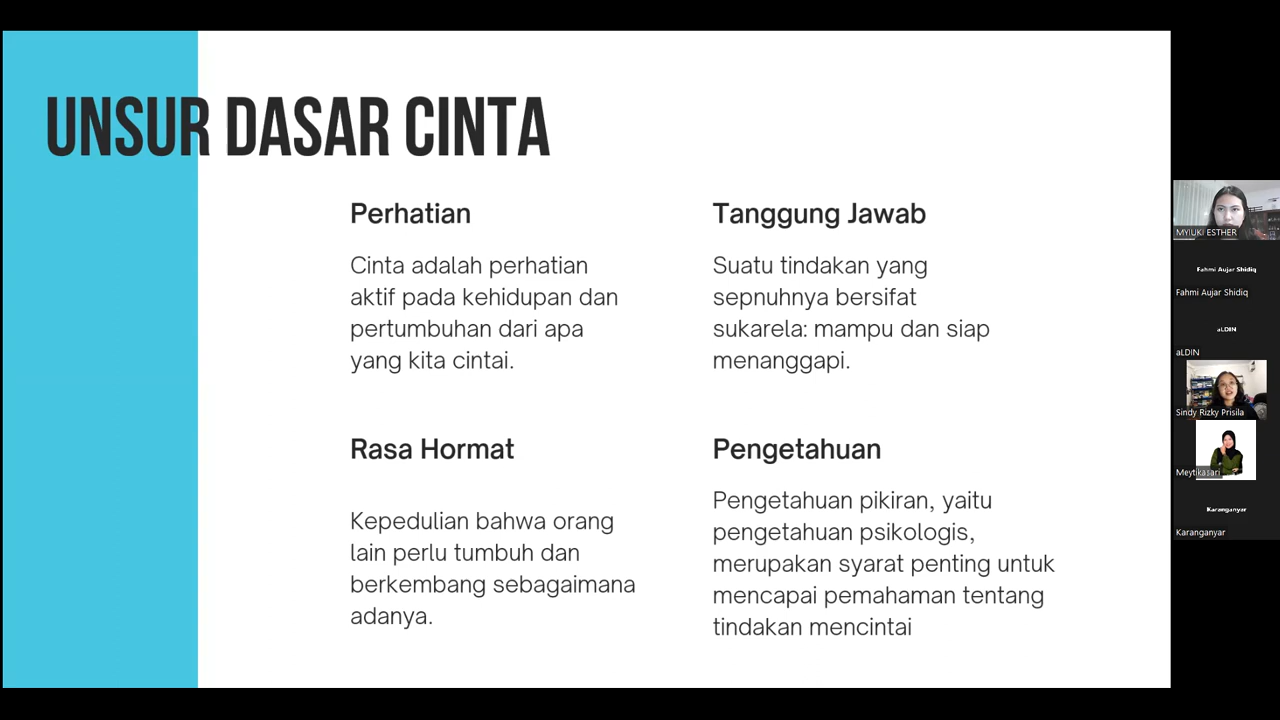 UNSUR DASAR CINTA
Perhatian
Cinta adalah perhatian
aktif pada kehidupan dan
pertumbuhan dari apa
yang kita cintai.
Tanggung Jawab
Suatu tindakan yang
sepnuhnya bersifat
sukarela: mampu dan siap
menanggapi.
Rasa Hormat
Kepedulian bahwa orang
lain perlu tumbuh dan
berkembang sebagaimana
adanya.
Pengetahuan
Pengetahuan pikiran, yaitu
pengetahuan psikologis,
merupakan syarat penting untuk
mencapai pemahaman tentang
tindakan mencintai
MYIUKI ESTHER
Fahmi Aujar Shidiq
Fahmi Aujar Shidiq
aLDIN
aLDIN
Sindy Rizky Prisila
Meytikasari
Karanganyar
Karanganyar